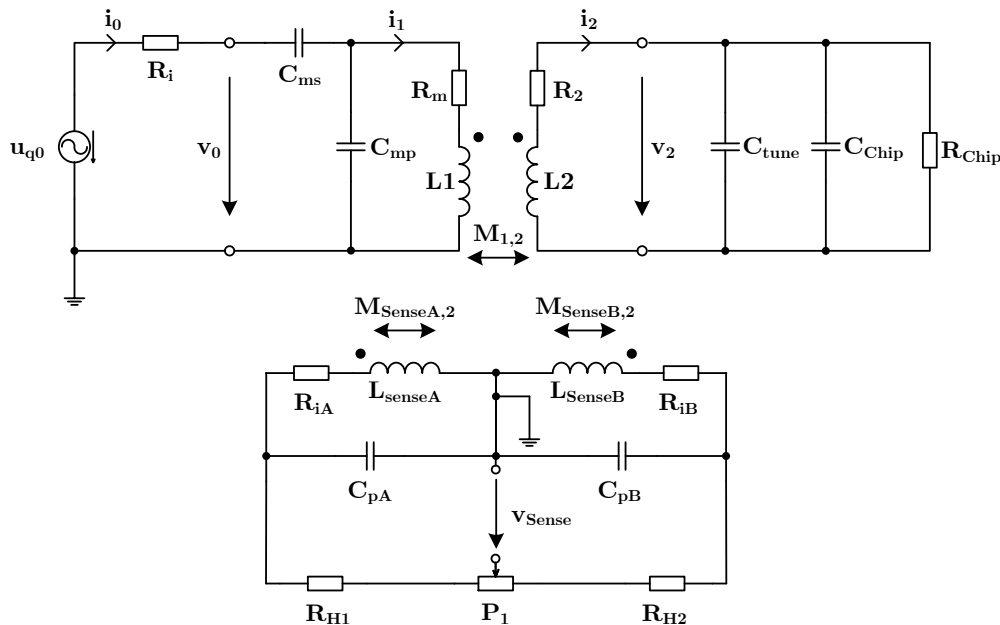 i0
i1
i2
Ri
Cms
Rm
R2
uq0
v0
Cmp
L1
L2
v2
Ctune
CChip
RChip
M1,2
MSenseA,2
MSenseB,2
RiA
LsenseA
LSenseB
RiB
CpA
CpB
vSense
RH1
P1
RH2